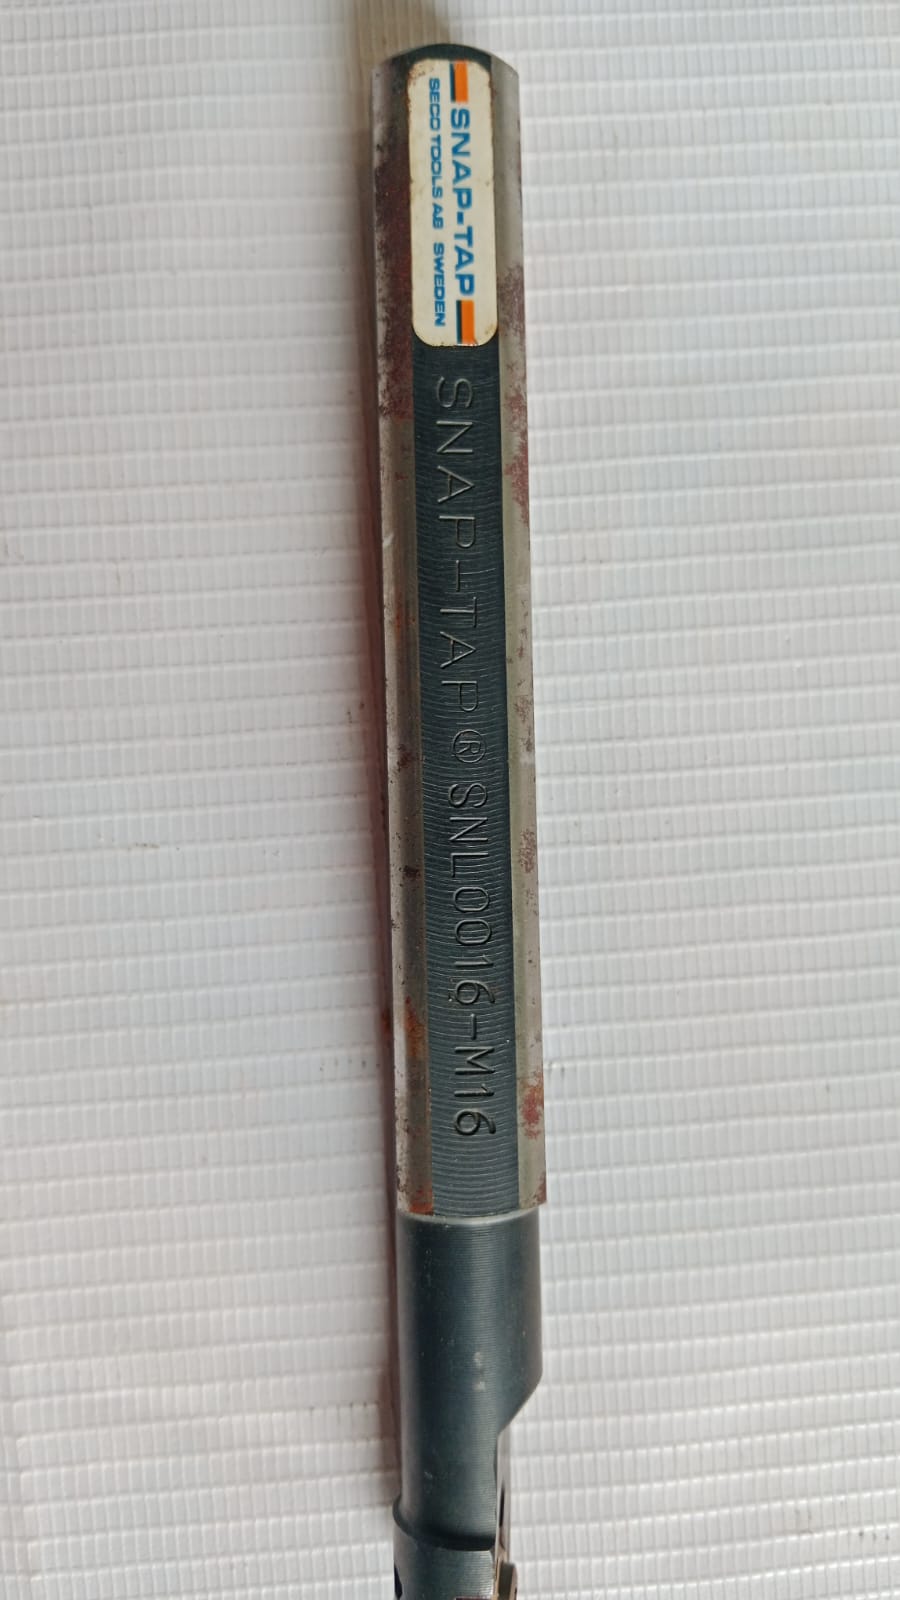 SNAP-TAP
SECO TOOLS AB SWEDEN
SNAP-TAP® SNL0016-M16